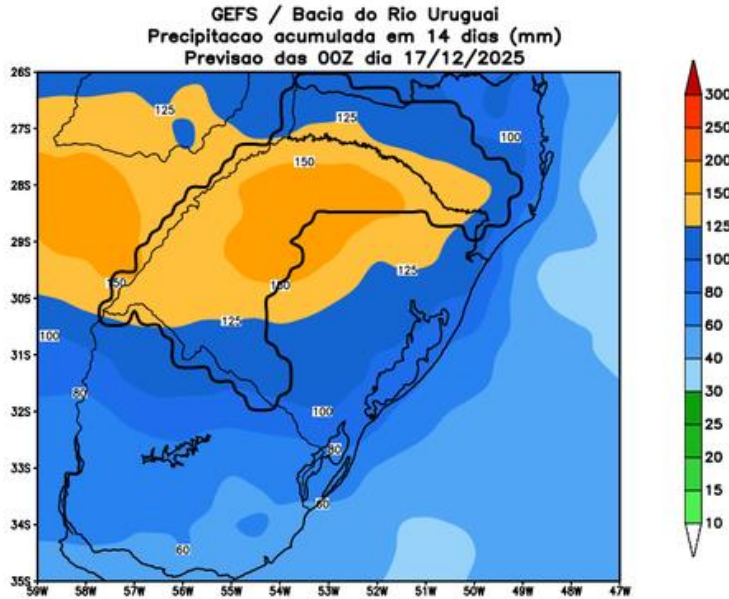 GEFS / Bacia do Rio Uruguai
Precipitacao acumulada em 14 dias (mm)
Previsao das 00Z dia 17/12/2025
26S
27S
28S
29S
30S
31S
32S
33S
34S
35S
125
125
100
150
150
150
125
125
100
80
100
80
60
60
59W 58W 57W 56W 55W 54W 53W 52W 51W 50W 49W 48W 47W
300
250
200
150
125
100
80
60
40
30
25
20
15
10